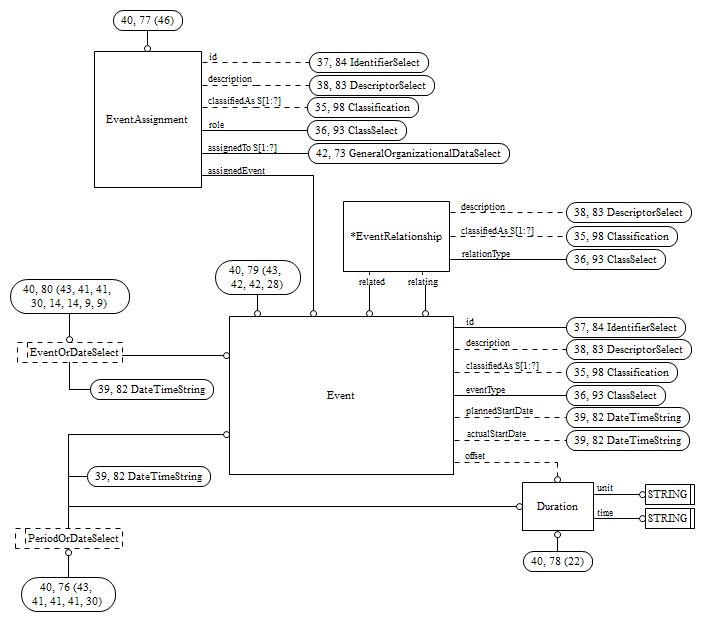 40, 77 (46)
EventAssignment
id
37, 84 IdentifierSelect
description
38, 83 DescriptorSelect
classifiedAs S[1:?]
35, 98 Classification
role
36, 93 ClassSelect
assignedTo S[1:?]
42, 73 GeneralOrganizationalDataSelect
assignedEvent
*EventRelationship
description
38, 83 DescriptorSelect
classifiedAs S[1:?]
35, 98 Classification
relationType
36, 93 ClassSelect
related
relating
40, 79 (43,
42, 42, 28)
40, 80 (43, 41, 41,
30, 14, 14, 9, 9)
EventOrDateSelect
39, 82 DateTimeString
Event
id
37, 84 IdentifierSelect
description
38, 83 DescriptorSelect
classifiedAs S[1:?]
35, 98 Classification
eventType
36, 93 ClassSelect
plannedStartDate
39, 82 DateTimeString
actualStartDate
39, 82 DateTimeString
offset
39, 82 DateTimeString
Duration
unit
STRING
time
STRING
PeriodOrDateSelect
40, 78 (22)
40, 76 (43,
41, 41, 41, 30)